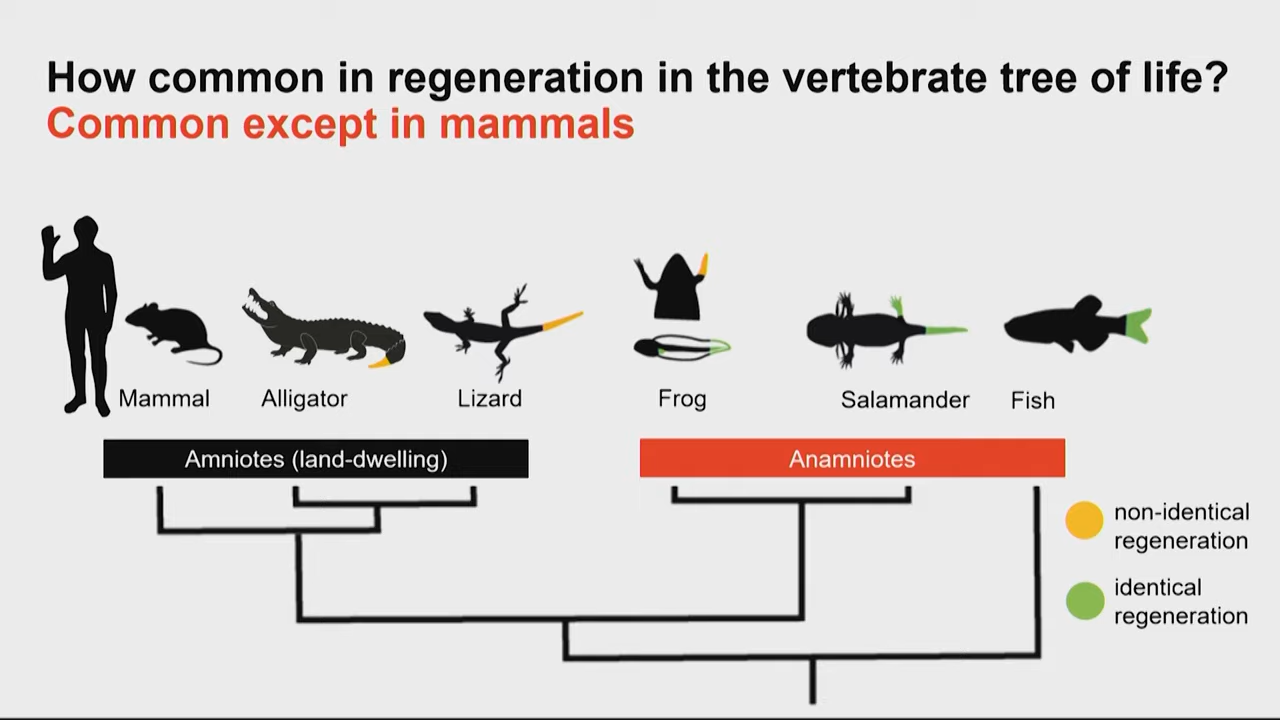 How common in regeneration in the vertebrate tree of life?
Common except in mammals
Mammal
Alligator
Lizard
Frog
Salamander
Fish
Amniotes (land-dwelling)
Anamniotes
non-identical
regeneration
identical
regeneration